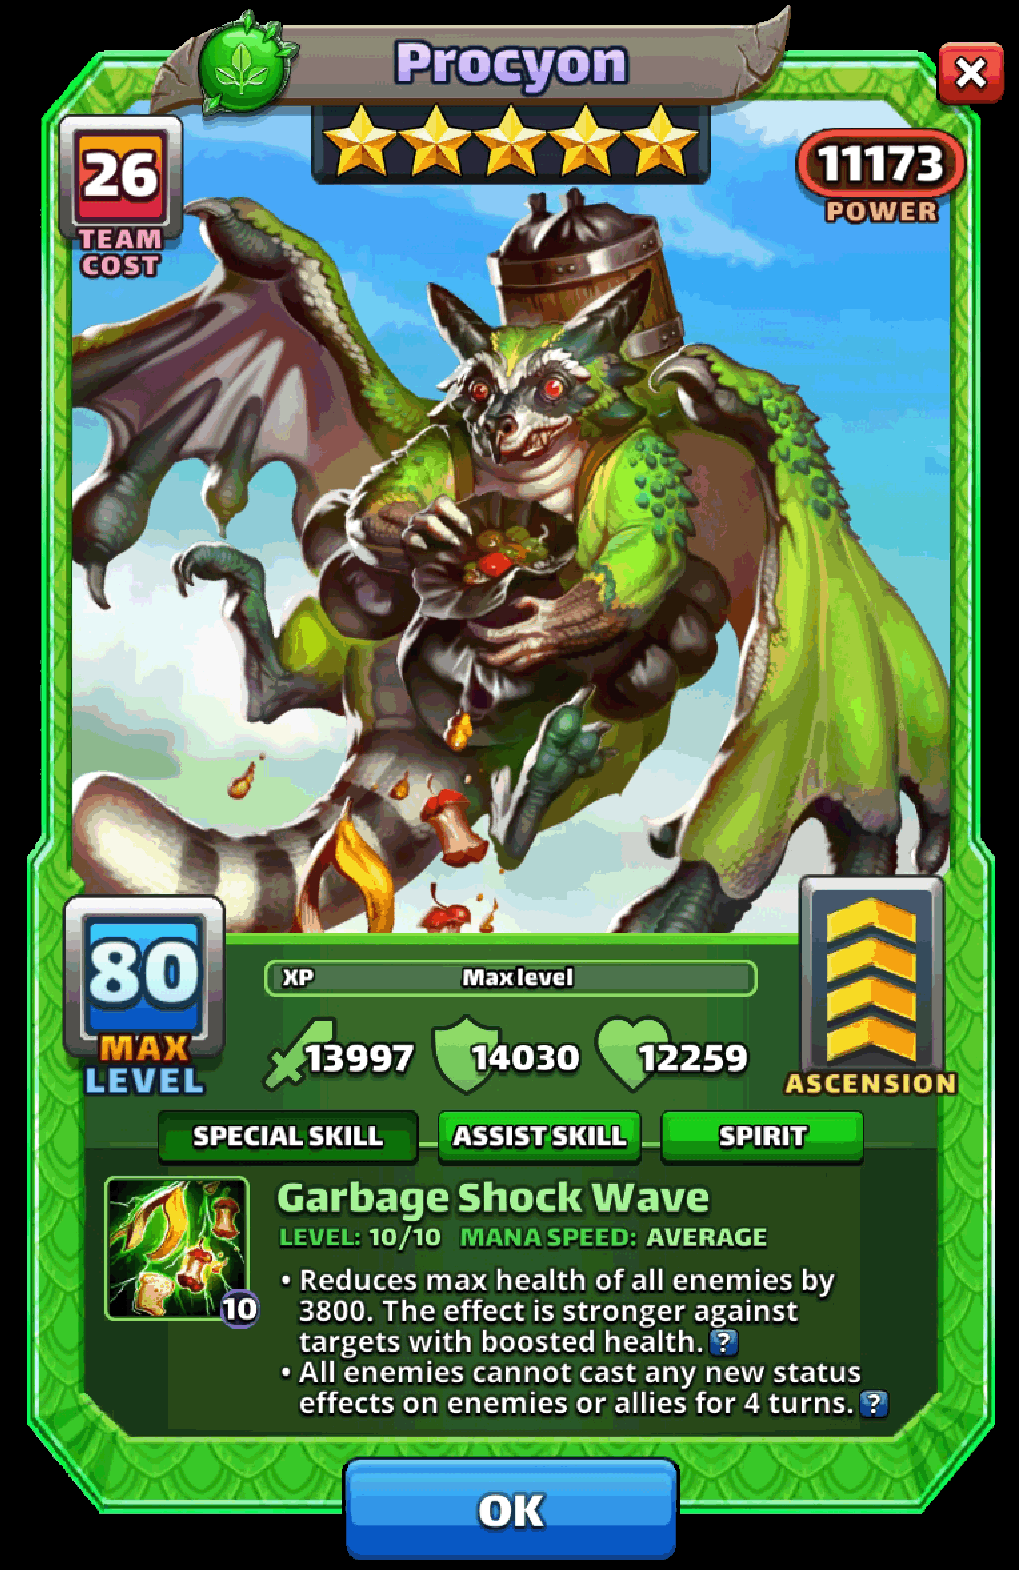 Procyon
26
TEAM
COST
11173
POWER
80
MAX
LEVEL
XP
Max level
13997
14030
12259
ASCENSION
SPECIAL SKILL
ASSIST SKILL
SPIRIT
10
Garbage Shock Wave
LEVEL: 10/10 MANA SPEED: AVERAGE
• Reduces max health of all enemies by
3800. The effect is stronger against
targets with boosted health. ?
• All enemies cannot cast any new status
effects on enemies or allies for 4 turns. ?
OK